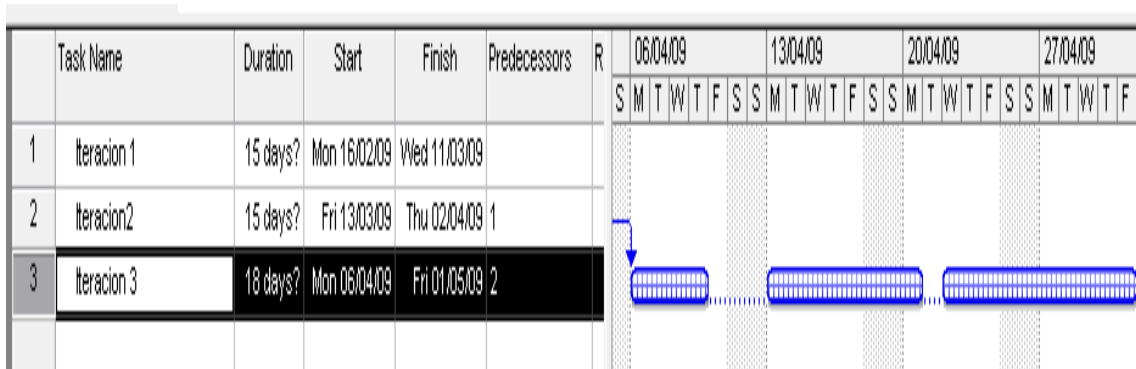 Task Name Duration Start Finish Predecessors R 06/04/09 13/04/09 20/04/09 27/04/09
S M T W T F S S M T W T F S S M T W T F S S M T W T F
1 Iteracion 1 15 days? Mon 16/02/09 Wed 11/03/09
2 Iteracion2 15 days? Fri 13/03/09 Thu 02/04/09 1
3 Iteracion 3 18 days? Mon 06/04/09 Fri 01/05/09 2